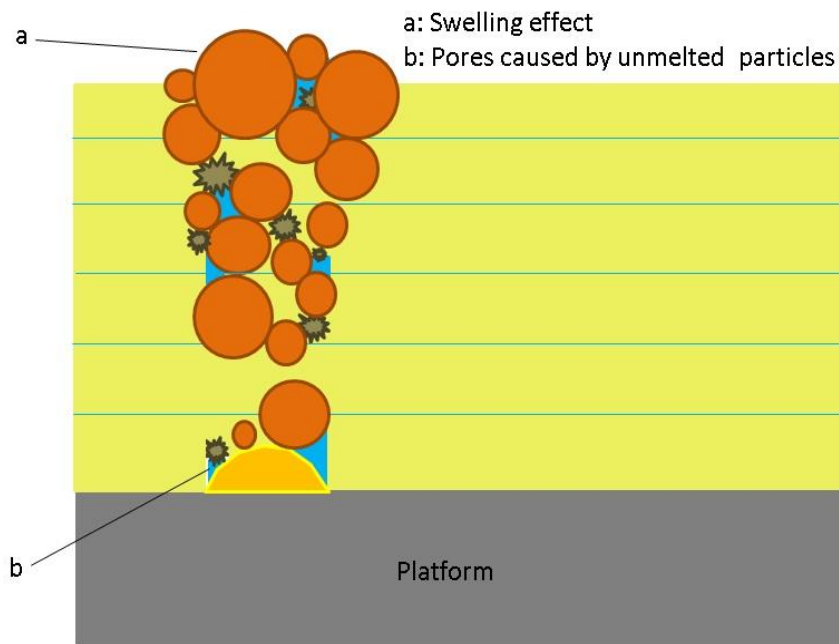 a
a: Swelling effect
b: Pores caused by unmelted particles
b
Platform